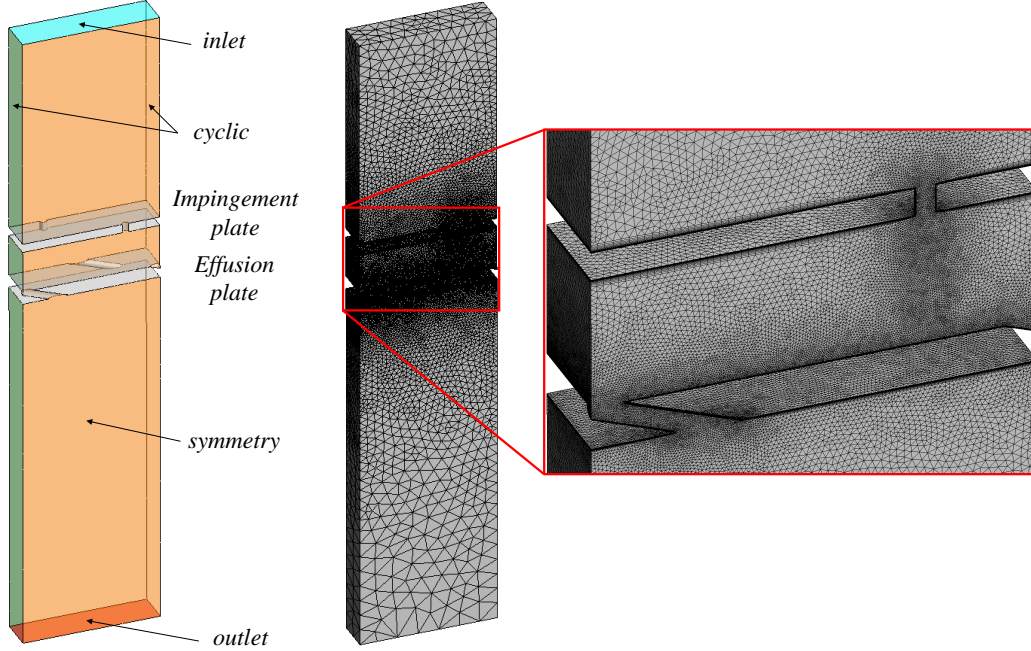 inlet
cyclic
Impingement
plate
Effusion
plate
symmetry
outlet